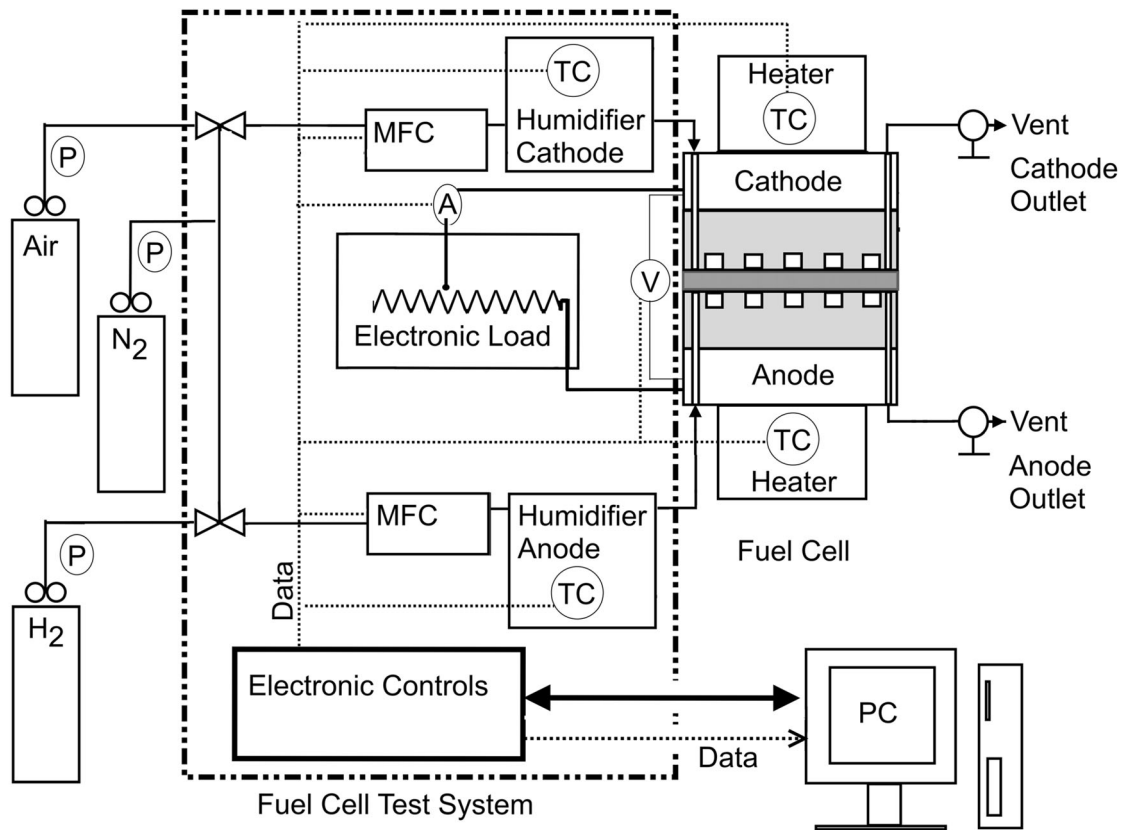 TC
Heater
TC
P
MFC
Humidifier
Cathode
Vent
Cathode
Outlet
Cathode
A
Air
P
V
N2
Electronic Load
Anode
Vent
Anode
Outlet
TC
Heater
P
MFC
Humidifier
Anode
TC
Fuel Cell
Data
H2
Electronic Controls
PC
Data
Fuel Cell Test System